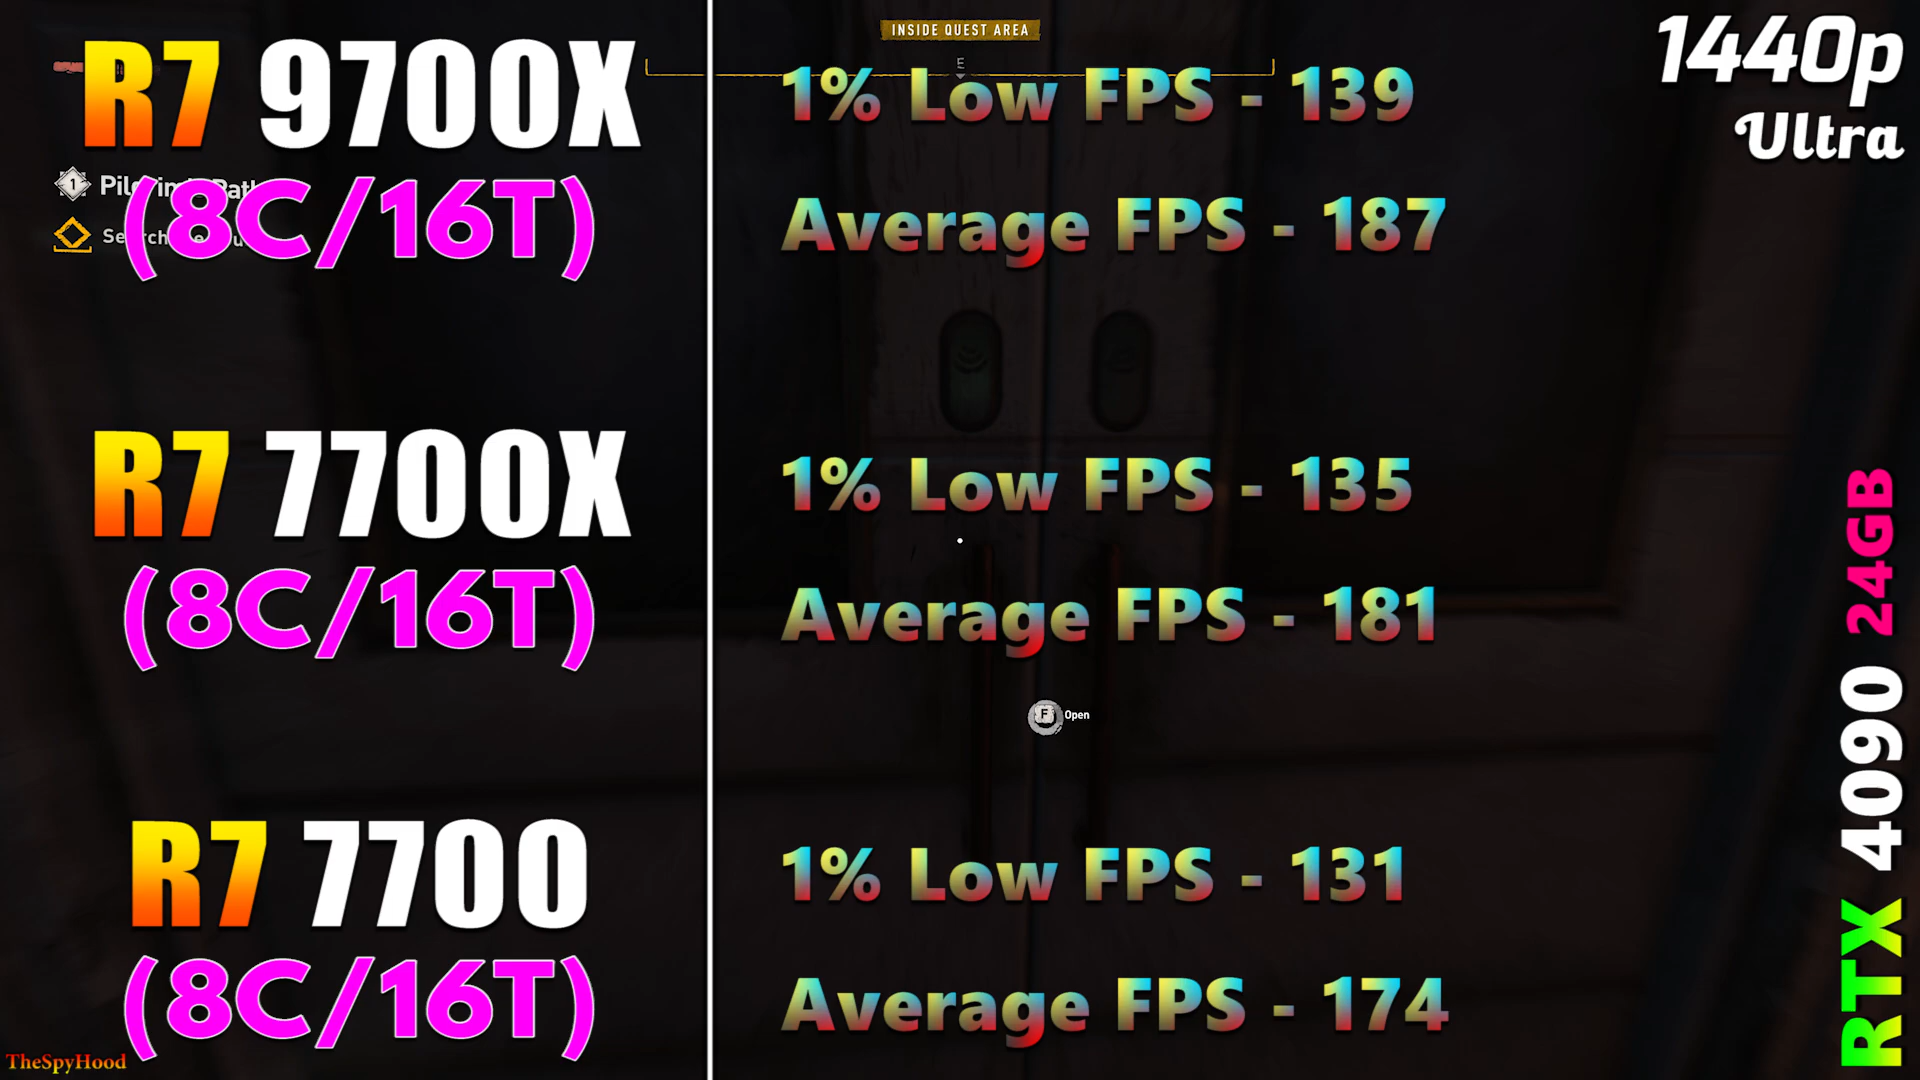 INSIDE QUEST AREA
E
1440p
Ultra
R7 9700X
(8C/16T)
1% Low FPS - 139
Average FPS - 187
1
R7 7700X
(8C/16T)
1% Low FPS - 135
Average FPS - 181
F Open
R7 7700
(8C/16T)
1% Low FPS - 131
Average FPS - 174
RTX 4090 24GB
TheSpyHood